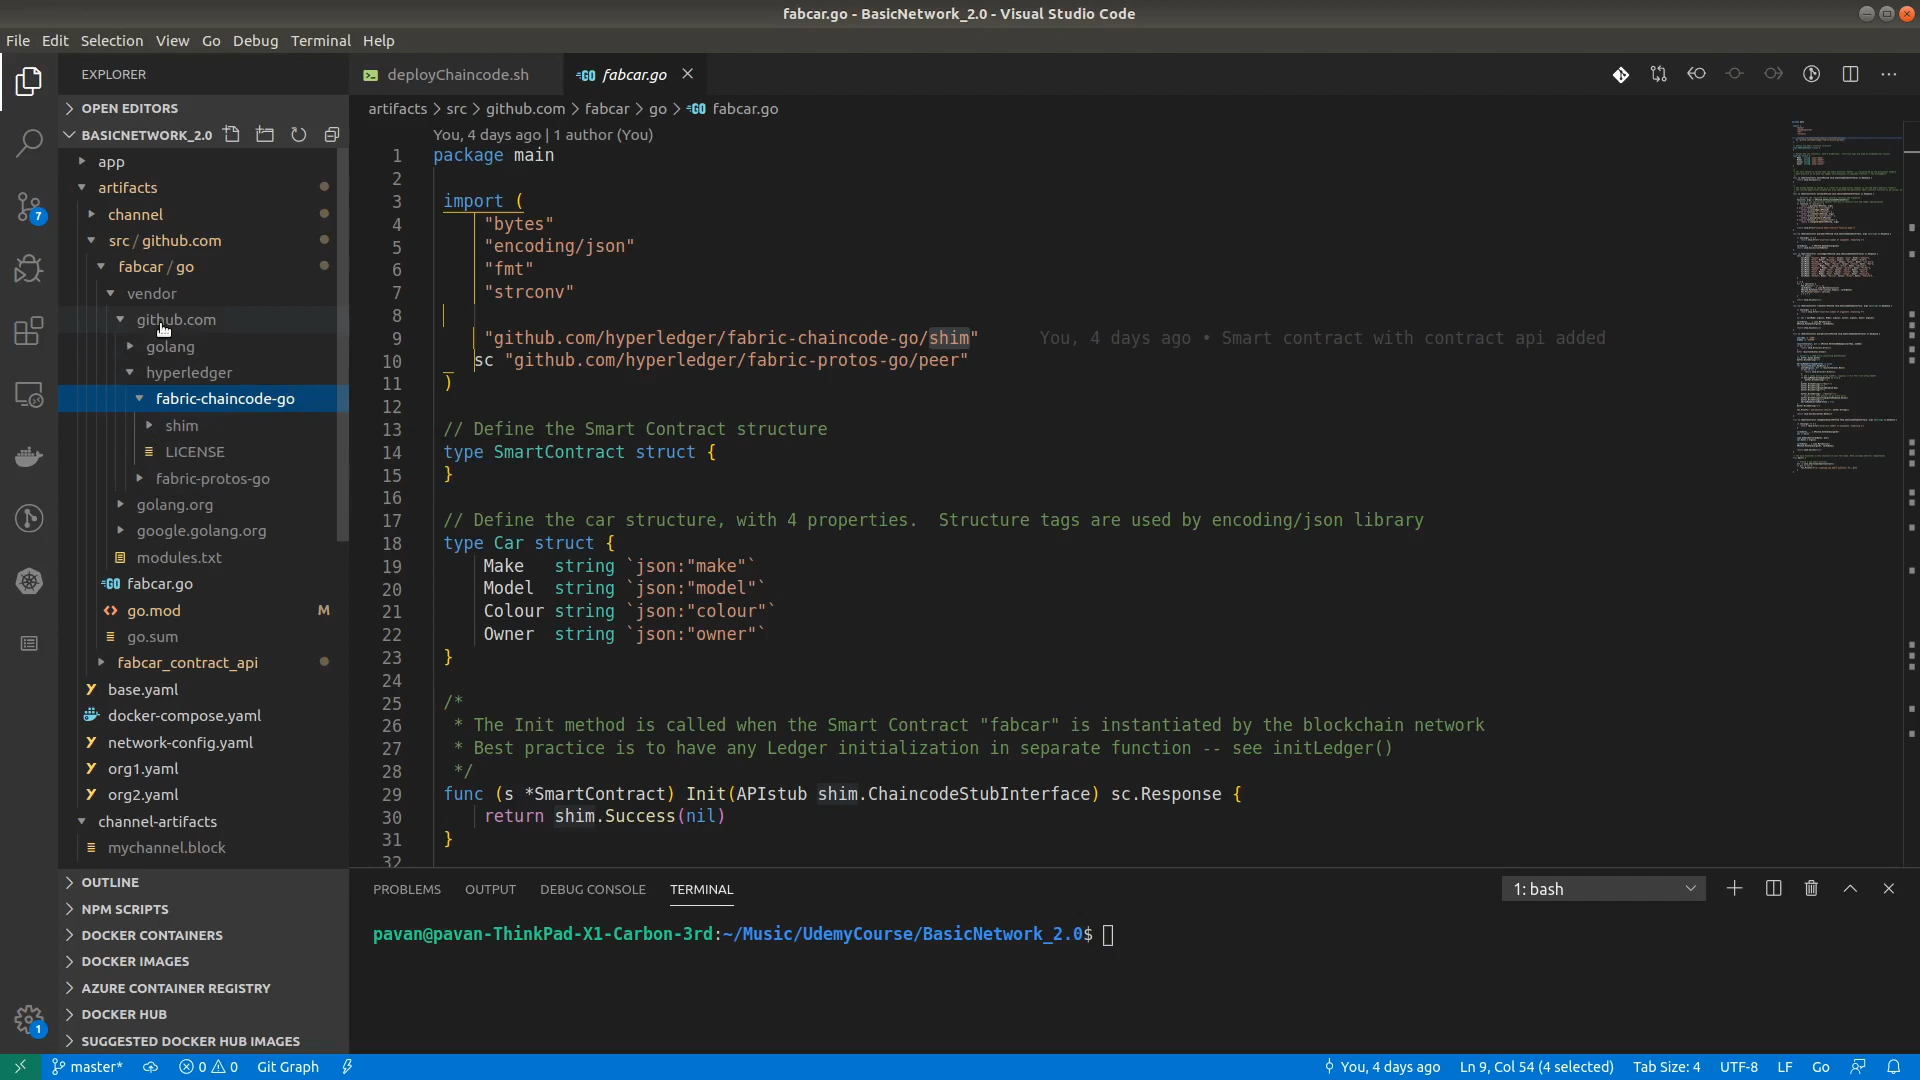 fabcar.go - BasicNetwork_2.0 - Visual Studio Code
File Edit Selection View Go Debug Terminal Help
EXPLORER
OPEN EDITORS
BASICNETWORK_2.0
app
artifacts
channel
src / github.com
fabcar / go
vendor
github.com
golang
hyperledger
fabric-chaincode-go
shim
LICENSE
fabric-protos-go
golang.org
google.golang.org
modules.txt
GO fabcar.go
go.mod M
go.sum
fabcar_contract_api
base.yaml
docker-compose.yaml
network-config.yaml
org1.yaml
org2.yaml
channel-artifacts
mychannel.block
OUTLINE
NPM SCRIPTS
DOCKER CONTAINERS
DOCKER IMAGES
AZURE CONTAINER REGISTRY
DOCKER HUB
SUGGESTED DOCKER HUB IMAGES
7
1
deployChaincode.sh GO fabcar.go
artifacts > src > github.com > fabcar > go > GO fabcar.go
You, 4 days ago | 1 author (You)
1 package main
2
3 import (
4 "bytes"
5 "encoding/json"
6 "fmt"
7 "strconv"
8
9 "github.com/hyperledger/fabric-chaincode-go/shim" You, 4 days ago • Smart contract with contract api added
10 sc "github.com/hyperledger/fabric-protos-go/peer"
11 )
12
13 // Define the Smart Contract structure
14 type SmartContract struct {
15 }
16
17 // Define the car structure, with 4 properties.  Structure tags are used by encoding/json library
18 type Car struct {
19 Make   string `json:"make"`
20 Model  string `json:"model"`
21 Colour string `json:"colour"`
22 Owner  string `json:"owner"`
23 }
24
25 /*
26 * The Init method is called when the Smart Contract "fabcar" is instantiated by the blockchain network
27 * Best practice is to have any Ledger initialization in separate function -- see initLedger()
28 */
29 func (s *SmartContract) Init(APIstub shim.ChaincodeStubInterface) sc.Response {
30 return shim.Success(nil)
31 }
32
PROBLEMS OUTPUT DEBUG CONSOLE TERMINAL 1: bash
pavan@pavan-ThinkPad-X1-Carbon-3rd:~/Music/UdemyCourse/BasicNetwork_2.0$
master* 0 0 Git Graph You, 4 days ago Ln 9, Col 54 (4 selected) Tab Size: 4 UTF-8 LF Go